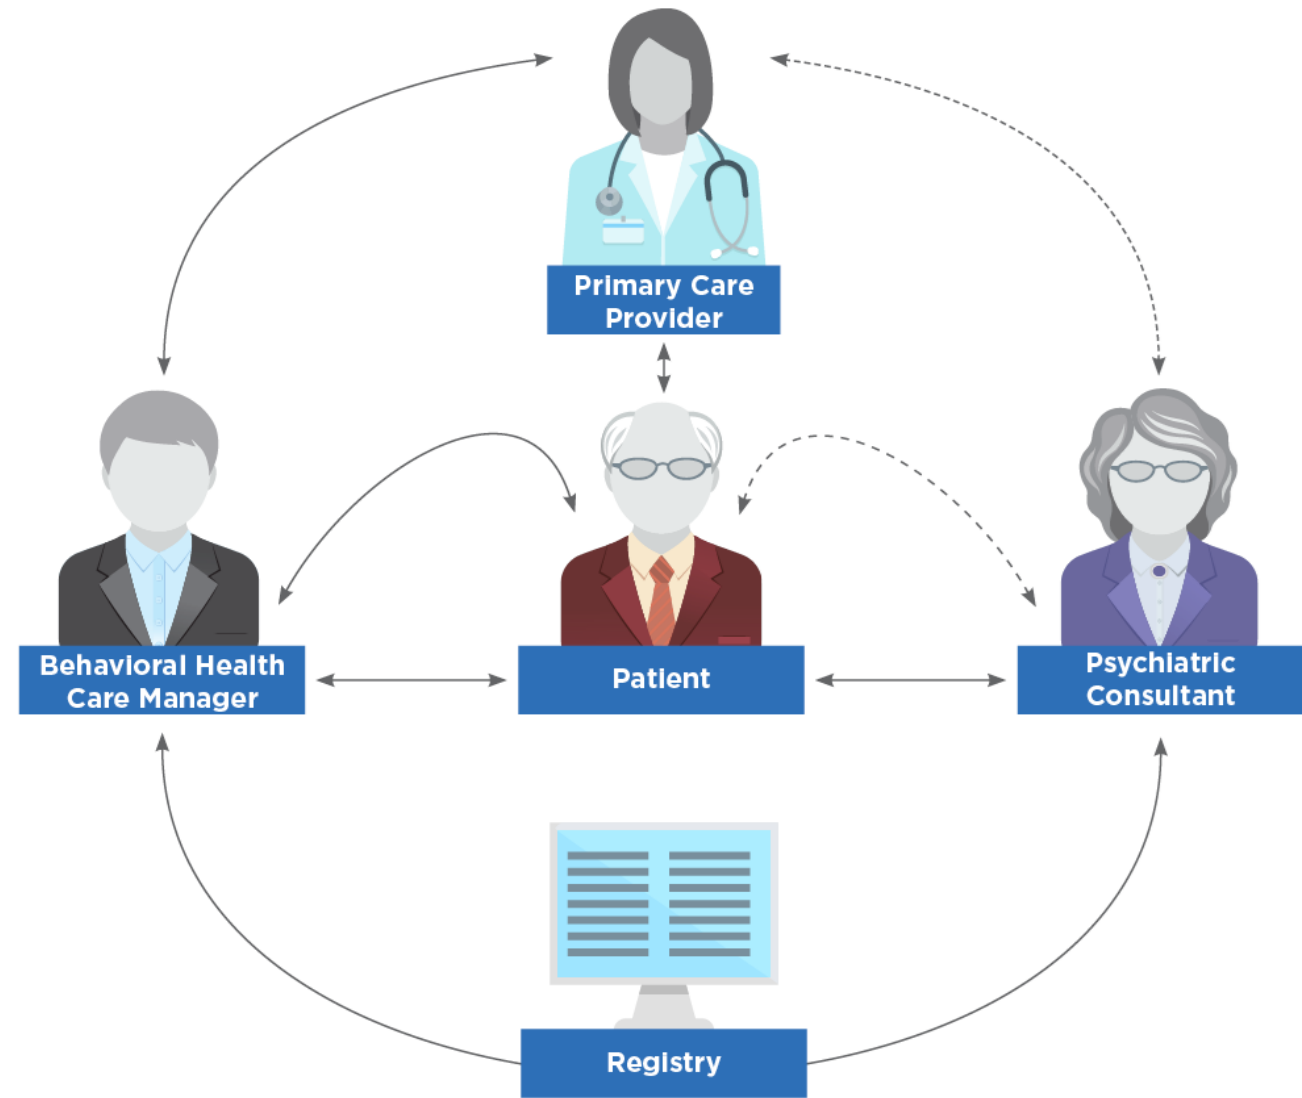 Primary Care
Provider
Behavioral Health
Care Manager
Patient
Psychiatric
Consultant
Registry